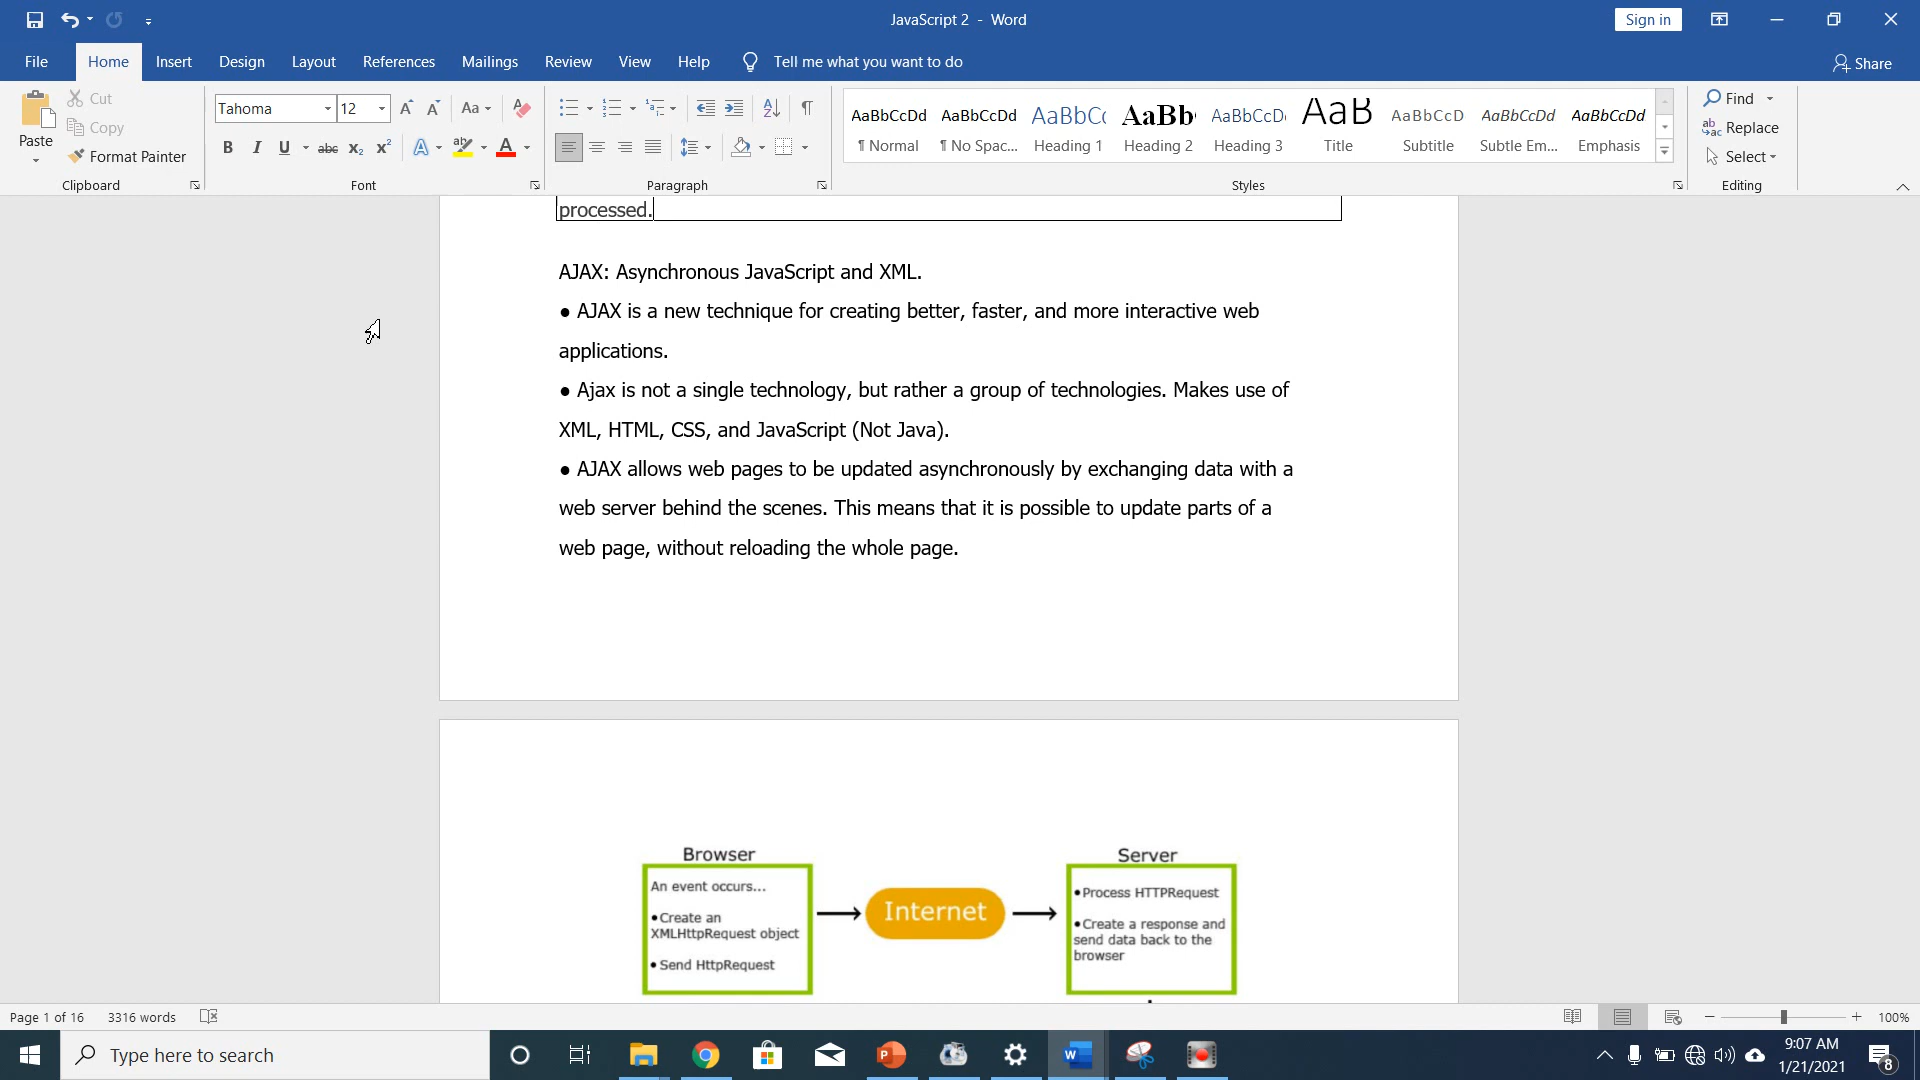 JavaScript 2 - Word
Sign in
File Home Insert Design Layout References Mailings Review View Help Tell me what you want to do
Share
Paste
Cut
Copy
Format Painter
Clipboard
Tahoma 12
Font
Paragraph
AaBbCcDd AaBbCcDd AaBbCc AaBb AaBbCcD AaB AaBbCcD AaBbCcDd AaBbCcDd
¶ Normal ¶ No Spac... Heading 1 Heading 2 Heading 3 Title Subtitle Subtle Em... Emphasis
Styles
Find
Replace
Select
Editing
processed.
AJAX: Asynchronous JavaScript and XML.
● AJAX is a new technique for creating better, faster, and more interactive web
applications.
● Ajax is not a single technology, but rather a group of technologies. Makes use of
XML, HTML, CSS, and JavaScript (Not Java).
● AJAX allows web pages to be updated asynchronously by exchanging data with a
web server behind the scenes. This means that it is possible to update parts of a
web page, without reloading the whole page.
Browser
An event occurs...
●Create an
XMLHttpRequest object
● Send HttpRequest
Internet
Server
●Process HTTPRequest
●Create a response and
send data back to the
browser
Page 1 of 16 3316 words
100%
Type here to search
9:07 AM
1/21/2021
8